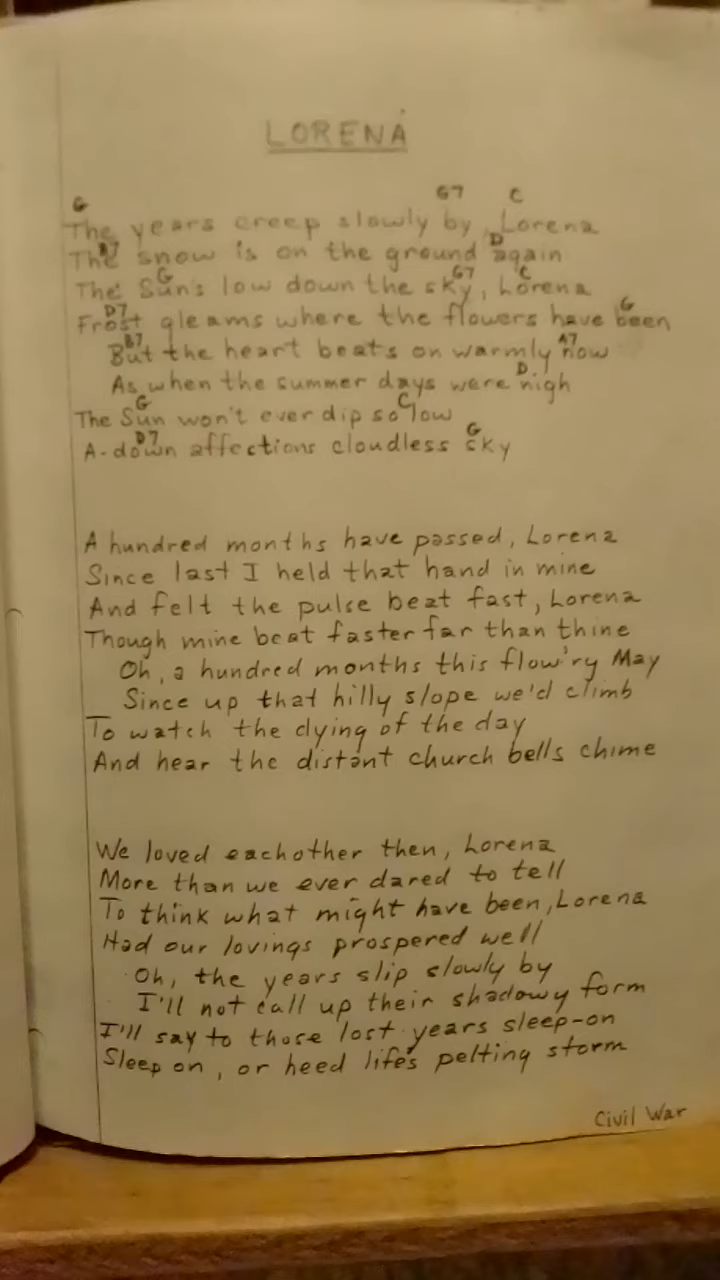 LORENA
G G7 C
The years creep slowly by, Lorena
B7 D
The snow is on the ground again
G G7 C
The Suns low down the sky, Lorena
D7 G
Frost gleams where the flowers have been
B7 A7
But the heart beats on warmly now
D
As when the summer days were nigh
G C
The Sun won't ever dip so low
D7 G
A-down affections cloudless sky
A hundred months have passed, Lorena
Since last I held that hand in mine
And felt the pulse beat fast, Lorena
Though mine beat faster far than thine
Oh, a hundred months this flow'ry May
Since up that hilly slope we'd climb
To watch the dying of the day
And hear the distant church bells chime
We loved eachother then, Lorena
More than we ever dared to tell
To think what might have been, Lorena
Had our lovings prospered well
Oh, the years slip slowly by
I'll not call up their shadowy form
I'll say to those lost years sleep-on
Sleep on, or heed life's pelting storm
Civil War